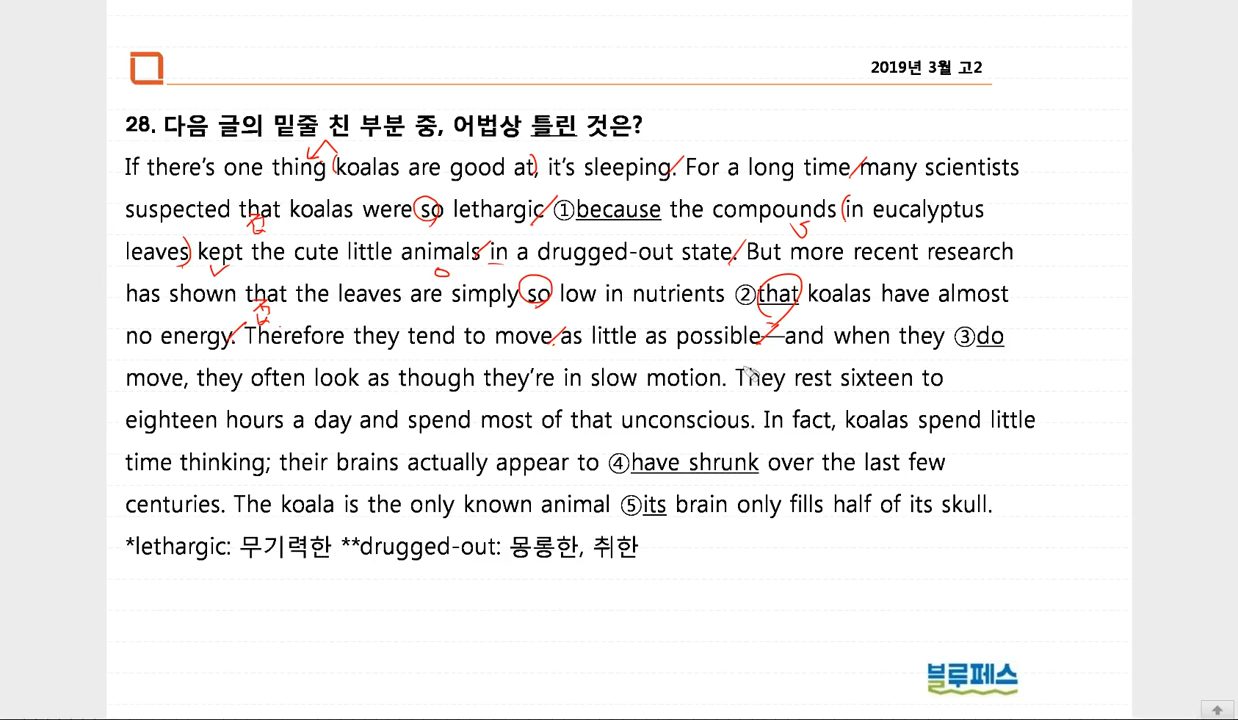 2019년 3월 고2
28. 다음 글의 밑줄 친 부분 중, 어법상 틀린 것은?
If there's one thing (koalas are good at), it's sleeping. For a long time many scientists
suspected that koalas were so lethargic ①because the compounds (in eucalyptus
leaves) kept the cute little animals in a drugged-out state. But more recent research
has shown that the leaves are simply so low in nutrients ②that koalas have almost
no energy. Therefore they tend to move as little as possible—and when they ③do
move, they often look as though they're in slow motion. They rest sixteen to
eighteen hours a day and spend most of that unconscious. In fact, koalas spend little
time thinking; their brains actually appear to ④have shrunk over the last few
centuries. The koala is the only known animal ⑤its brain only fills half of its skull.
*lethargic: 무기력한 **drugged-out: 몽롱한, 취한
블루페스